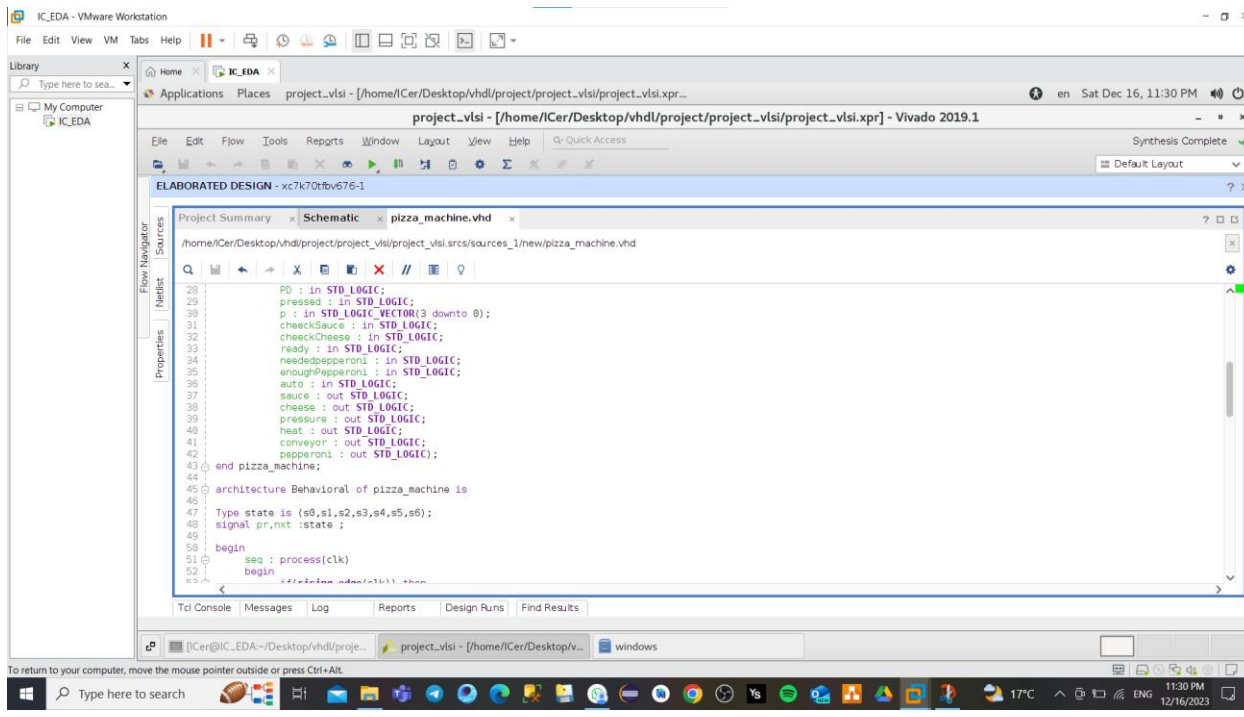 IC_EDA - VMware Workstation
File Edit View VM Tabs Help
Library
Type here to sea...
My Computer
IC_EDA
Home
IC_EDA
Applications Places project_vlsi - [/home/ICer/Desktop/vhdl/project/project_vlsi/project_vlsi.xpr...
en Sat Dec 16, 11:30 PM
project_vlsi - [/home/ICer/Desktop/vhdl/project/project_vlsi/project_vlsi.xpr] - Vivado 2019.1
File Edit Flow Tools Reports Window Layout View Help Q- Quick Access
Synthesis Complete
Default Layout
ELABORATED DESIGN - xc7k70tfbv676-1
Flow Navigator
Sources
Netlist
Properties
Project Summary Schematic pizza_machine.vhd
/home/ICer/Desktop/vhdl/project/project_vlsi/project_vlsi.srcs/sources_1/new/pizza_machine.vhd
28 PD : in STD_LOGIC;
29 pressed : in STD_LOGIC;
30 p : in STD_LOGIC_VECTOR(3 downto 0);
31 cheeckSauce : in STD_LOGIC;
32 cheeckCheese : in STD_LOGIC;
33 ready : in STD_LOGIC;
34 neededpepperoni : in STD_LOGIC;
35 enoughPepperoni : in STD_LOGIC;
36 auto : in STD_LOGIC;
37 sauce : out STD_LOGIC;
38 cheese : out STD_LOGIC;
39 pressure : out STD_LOGIC;
40 heat : out STD_LOGIC;
41 conveyor : out STD_LOGIC;
42 pepperoni : out STD_LOGIC);
43 end pizza_machine;
44
45 architecture Behavioral of pizza_machine is
46
47 Type state is (s0,s1,s2,s3,s4,s5,s6);
48 signal pr,nxt :state ;
49
50 begin
51 seq : process(clk)
52 begin
53 if(rising_edge(clk)) then
Tcl Console Messages Log Reports Design Runs Find Results
[ICer@IC_EDA:~/Desktop/vhdl/proje...
project_vlsi - [/home/ICer/Desktop/v...
windows
To return to your computer, move the mouse pointer outside or press Ctrl+Alt.
Type here to search
17°C
ENG
11:30 PM
12/16/2023